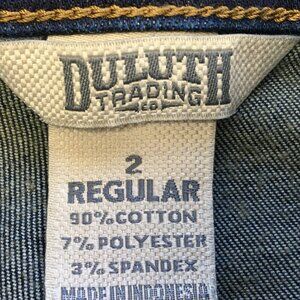 DULUTH
TRADING
CO
2
REGULAR
90% COTTON
7% POLYESTER
3% SPANDEX
MADE IN INDONESIA